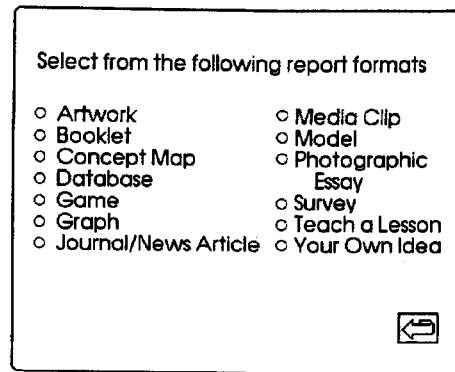 Select from the following report formats
Artwork
Booklet
Concept Map
Database
Game
Graph
Journal/News Article
Media Clip
Model
Photographic
Essay
Survey
Teach a Lesson
Your Own Idea